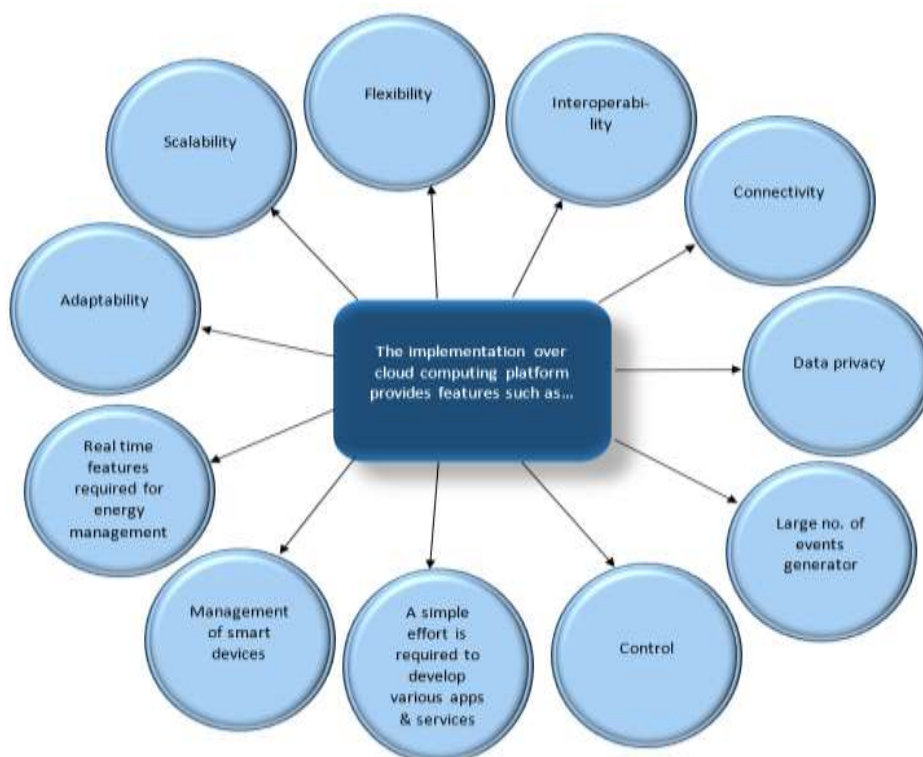 Flexibility
Interoperabi-
lity
Scalability
Connectivity
Adaptability
The implementation over
cloud computing platform
provides features such as...
Data privacy
Real time
features
required for
energy
management
Large no. of
events
generator
Management
of smart
devices
A simple
effort is
required to
develop
various apps
& services
Control